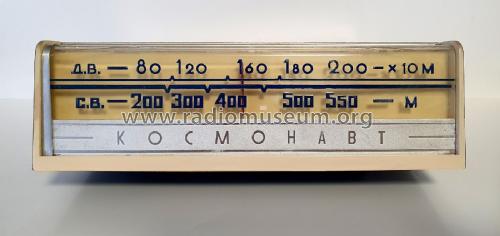 Д.В. — 80 120 160 180 200 — х 10 М
С.В. — 200 300 400 500 550 — М
www.radiomuseum.org
— КОСМОНАВТ —